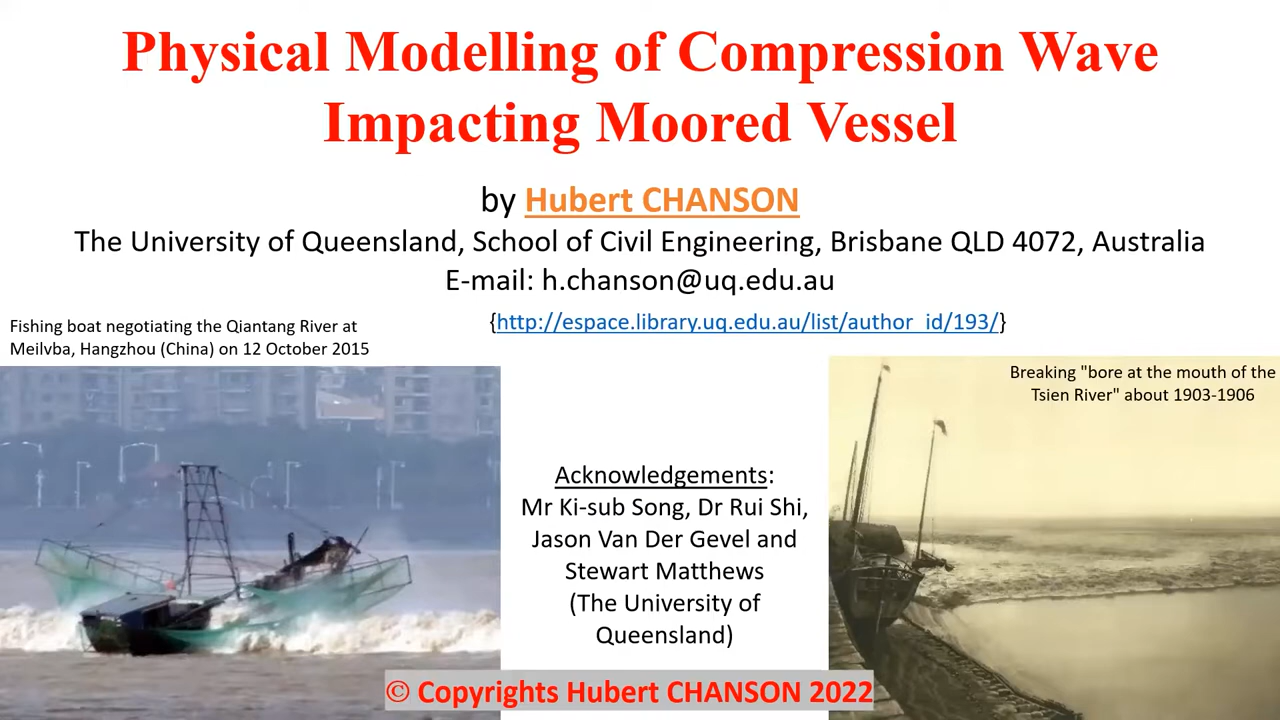 Physical Modelling of Compression Wave
Impacting Moored Vessel
by Hubert CHANSON
The University of Queensland, School of Civil Engineering, Brisbane QLD 4072, Australia
E-mail: h.chanson@uq.edu.au
{http://espace.library.uq.edu.au/list/author_id/193/}
Fishing boat negotiating the Qiantang River at
Meilvba, Hangzhou (China) on 12 October 2015
Breaking "bore at the mouth of the
Tsien River" about 1903-1906
Acknowledgements:
Mr Ki-sub Song, Dr Rui Shi,
Jason Van Der Gevel and
Stewart Matthews
(The University of
Queensland)
© Copyrights Hubert CHANSON 2022